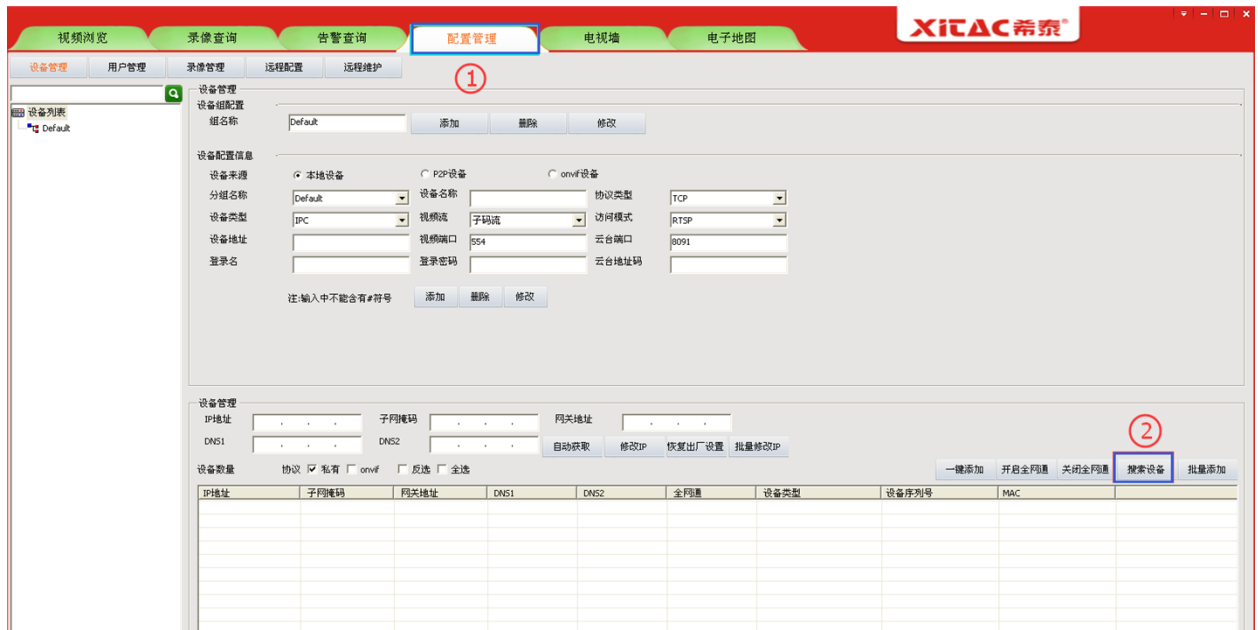 XiTAC希泰®
视频浏览 录像查询 告警查询 配置管理 电视墙 电子地图
①
设备管理 用户管理 录像管理 远程配置 远程维护
设备列表
Default
设备管理
设备组配置
组名称 Default 添加 删除 修改
设备配置信息
设备来源 本地设备 P2P设备 onvif设备
分组名称 Default 设备名称 协议类型 TCP
设备类型 IPC 视频流 子码流 访问模式 RTSP
设备地址 视频端口 554 云台端口 8091
登录名 登录密码 云台地址码
注:输入中不能含有#符号 添加 删除 修改
设备管理
IP地址 . . . 子网掩码 . . . 网关地址 . . .
DNS1 . . . DNS2 . . . 自动获取 修改IP 恢复出厂设置 批量修改IP
②
设备数量 协议 私有 onvif 反选 全选 一键添加 开启全网通 关闭全网通 搜索设备 批量添加
IP地址 子网掩码 网关地址 DNS1 DNS2 全网通 设备类型 设备序列号 MAC